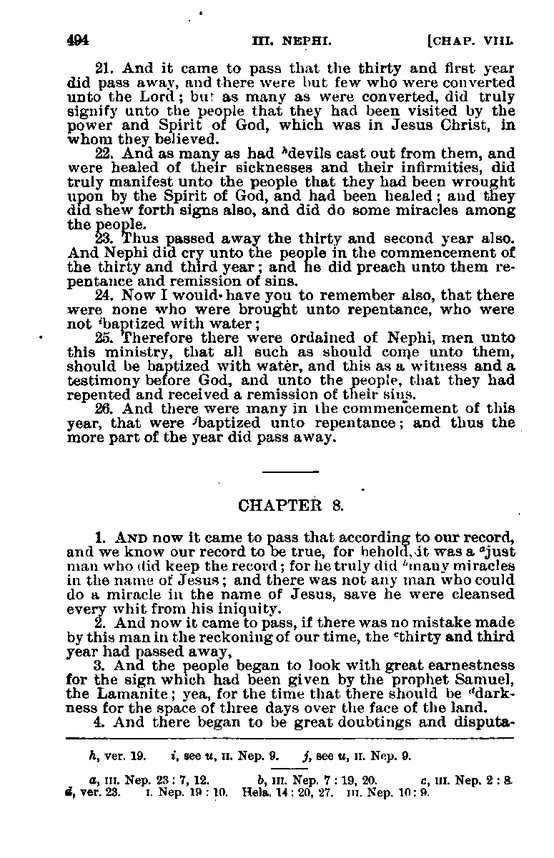 494 III. NEPHI. [CHAP. VIII.
21. And it came to pass that the thirty and first year
did pass away, and there were but few who were converted
unto the Lord; but as many as were converted, did truly
signify unto the people that they had been visited by the
power and Spirit of God, which was in Jesus Christ, in
whom they believed.
22. And as many as had hdevils cast out from them, and
were healed of their sicknesses and their infirmities, did
truly manifest unto the people that they had been wrought
upon by the Spirit of God, and had been healed; and they
did shew forth signs also, and did do some miracles among
the people.
23. Thus passed away the thirty and second year also.
And Nephi did cry unto the people in the commencement of
the thirty and third year; and he did preach unto them re-
pentance and remission of sins.
24. Now I would have you to remember also, that there
were none who were brought unto repentance, who were
not ibaptized with water;
25. Therefore there were ordained of Nephi, men unto
this ministry, that all such as should come unto them,
should be baptized with water, and this as a witness and a
testimony before God, and unto the people, that they had
repented and received a remission of their sins.
26. And there were many in the commencement of this
year, that were jbaptized unto repentance; and thus the
more part of the year did pass away.
CHAPTER 8.
1. AND now it came to pass that according to our record,
and we know our record to be true, for behold, it was a ajust
man who did keep the record; for he truly did bmany miracles
in the name of Jesus; and there was not any man who could
do a miracle in the name of Jesus, save he were cleansed
every whit from his iniquity.
2. And now it came to pass, if there was no mistake made
by this man in the reckoning of our time, the cthirty and third
year had passed away,
3. And the people began to look with great earnestness
for the sign which had been given by the prophet Samuel,
the Lamanite; yea, for the time that there should be ddark-
ness for the space of three days over the face of the land.
4. And there began to be great doubtings and disputa-
h, ver. 19. i, see u, II. Nep. 9. j, see u, II. Nep. 9.
a, III. Nep. 23: 7, 12. b, III. Nep. 7: 19, 20. c, III. Nep. 2: 8.
d, ver. 23. I. Nep. 19: 10. Hela. 14: 20, 27. III. Nep. 10: 9.